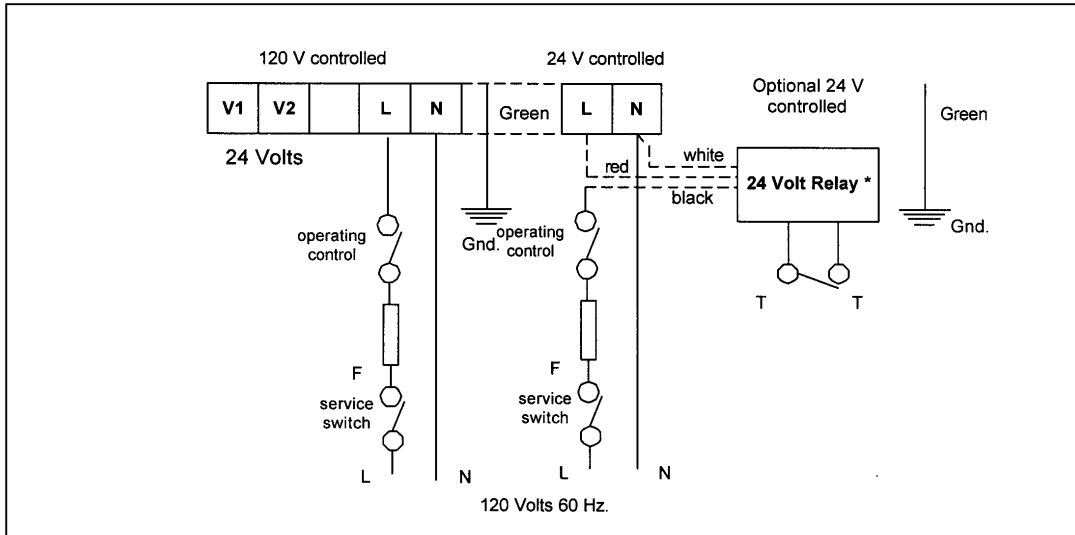 120 V controlled
24 V controlled
Optional 24 V
controlled
V1 V2 L N
Green
L N
Green
24 Volts
white
red
24 Volt Relay *
black
operating
control
Gnd.
operating
control
Gnd.
T T
F
F
service
switch
service
switch
L N
L N
120 Volts 60 Hz.